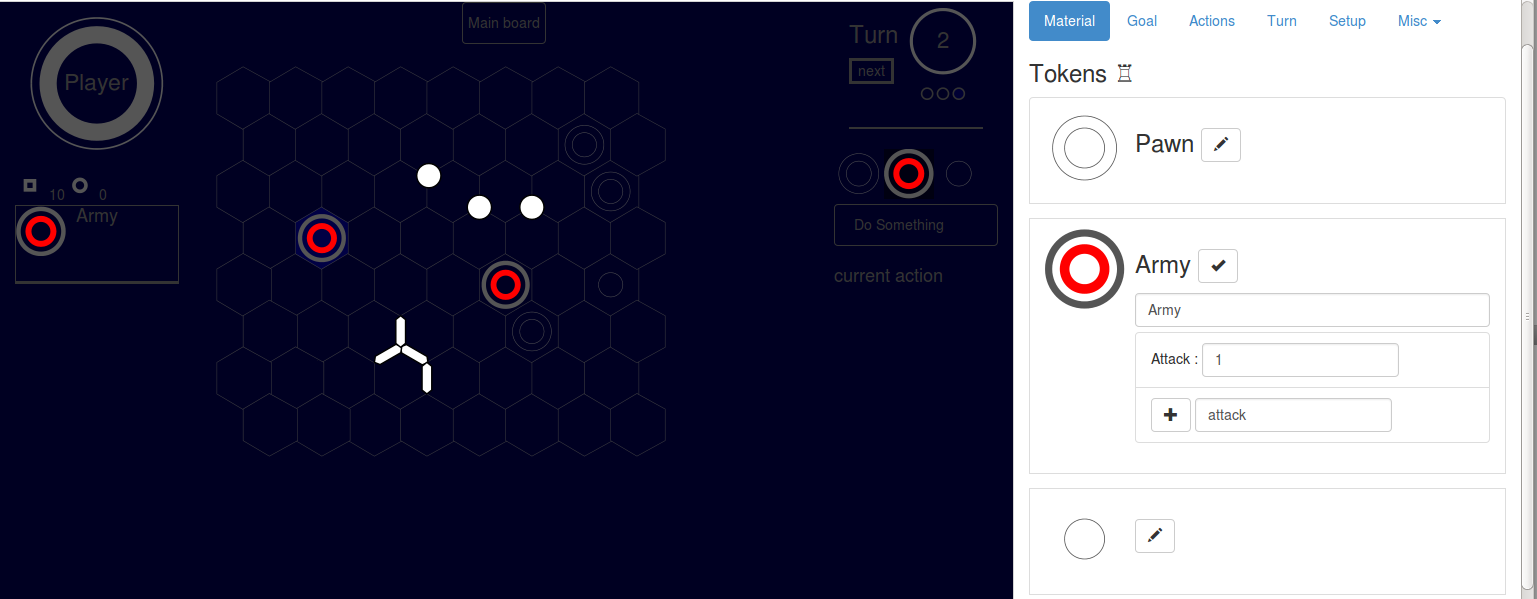 Main board
Player
10 0
Army
Turn 2
next
Do Something
current action
Material Goal Actions Turn Setup Misc
Tokens
Pawn
Army
Army
Attack : 1
attack